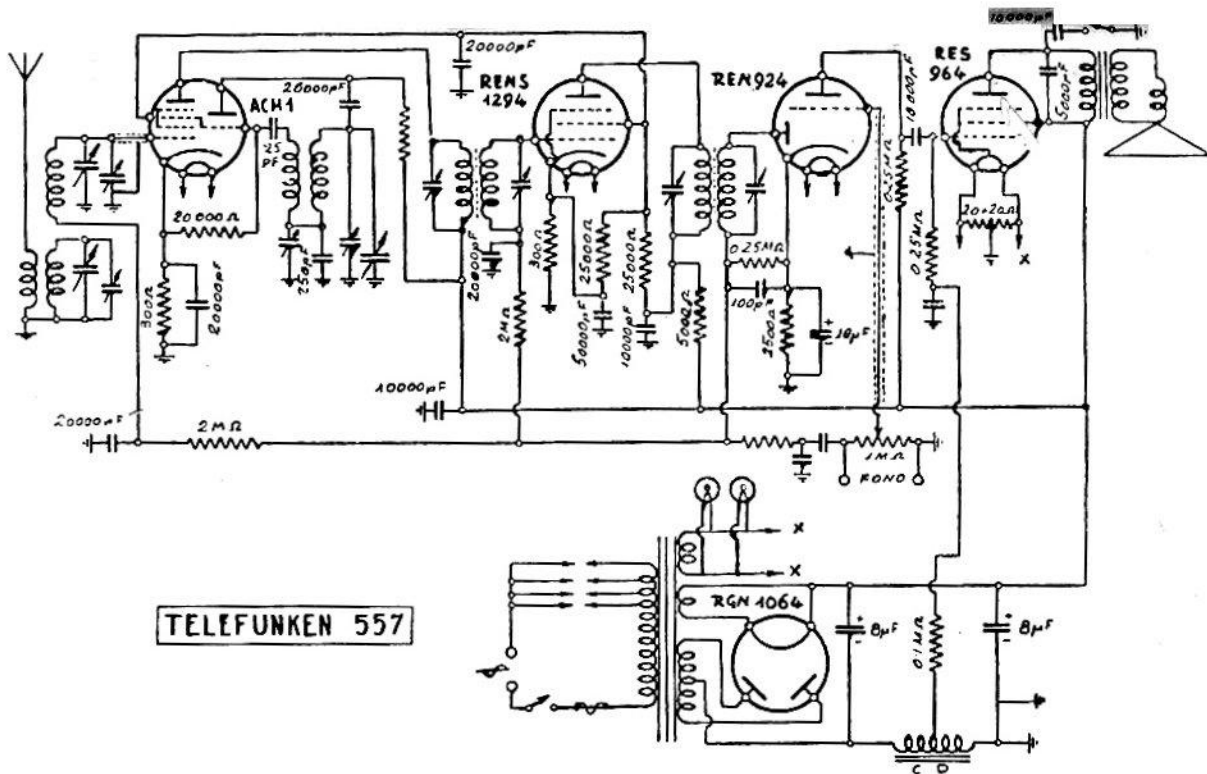 10000pF
20000pF
RENS
1294
REN924
RES
964
5000pF
ACH1
20000pF
25
pF
10000pF
0.25MΩ
20+20Ω
X
20000Ω
250pF
300Ω
20000pF
200000pF
300Ω
25000Ω
25000Ω
0.25MΩ
100pF
0.25MΩ
2MΩ
50000pF
10000pF
5000Ω
2500Ω
+
-
10µF
10000pF
20000pF
2MΩ
1MΩ
FONO
X
X
RGN 1064
+
8µF
-
0.1MΩ
+
8µF
-
TELEFUNKEN 557
C D